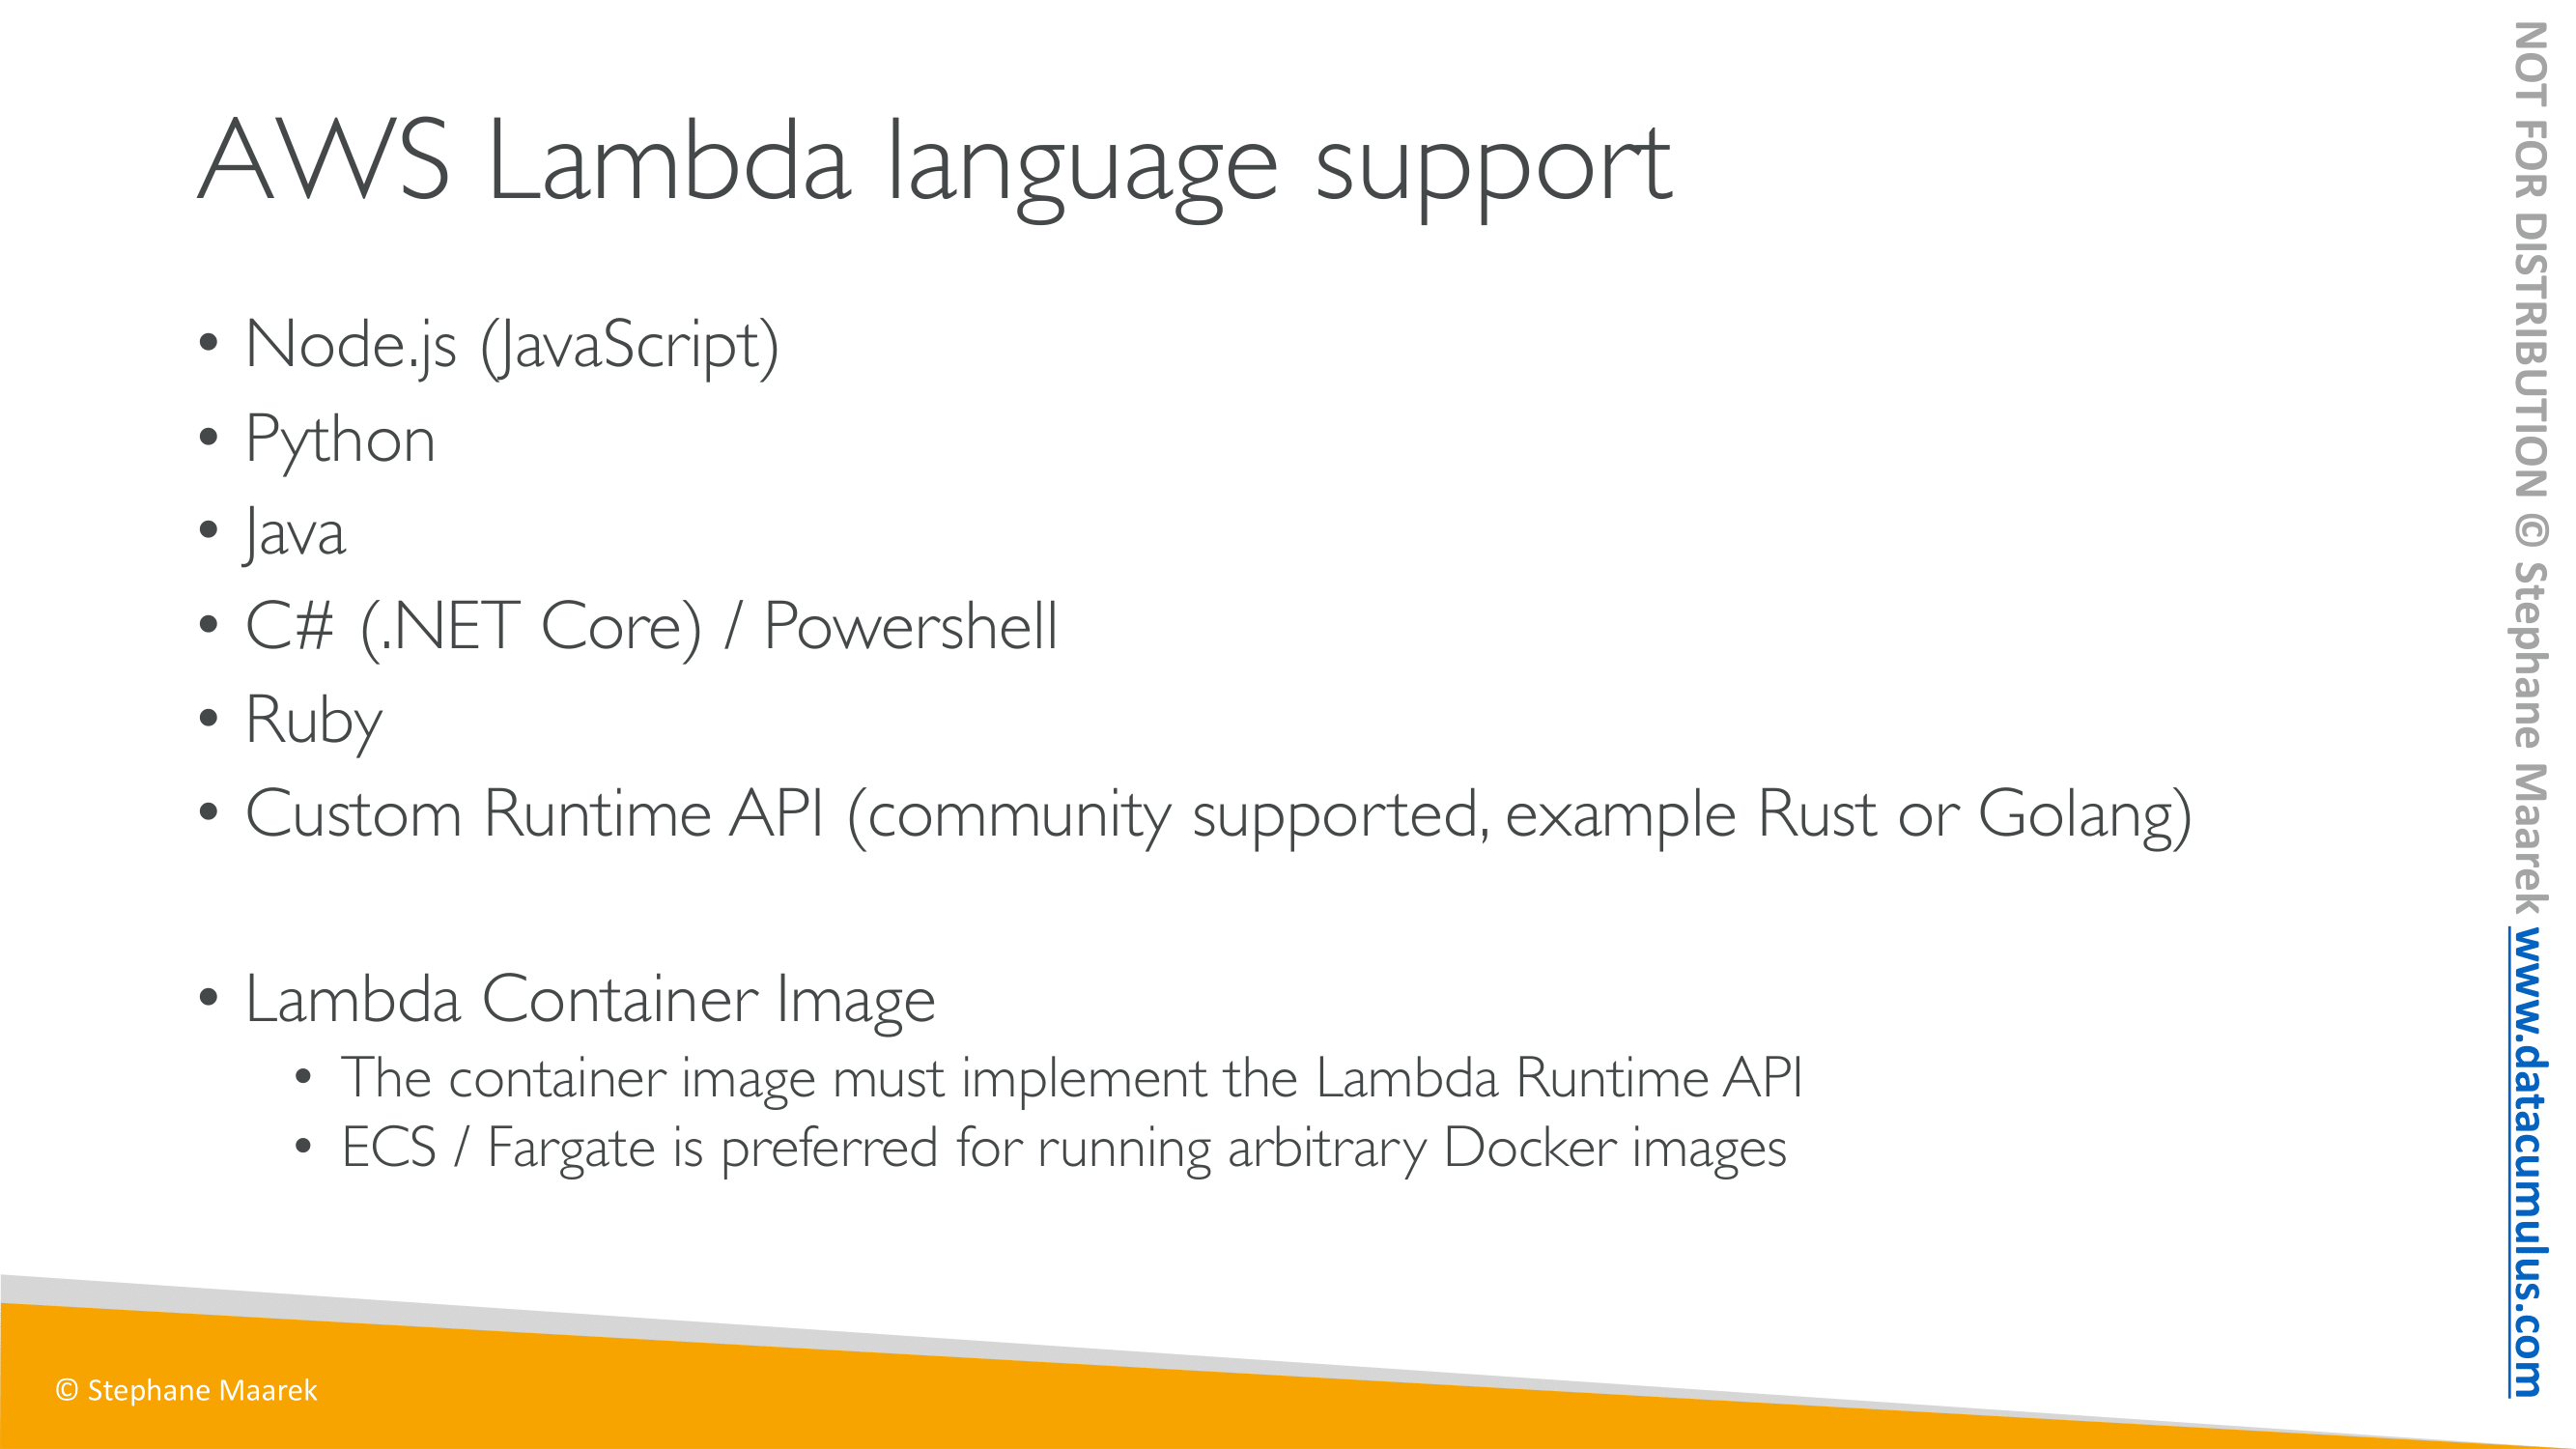 AWS Lambda language support
• Node.js (JavaScript)
• Python
• Java
• C# (.NET Core) / Powershell
• Ruby
• Custom Runtime API (community supported, example Rust or Golang)
• Lambda Container Image
• The container image must implement the Lambda Runtime API
• ECS / Fargate is preferred for running arbitrary Docker images
© Stephane Maarek
NOT FOR DISTRIBUTION © Stephane Maarek www.datacumulus.com